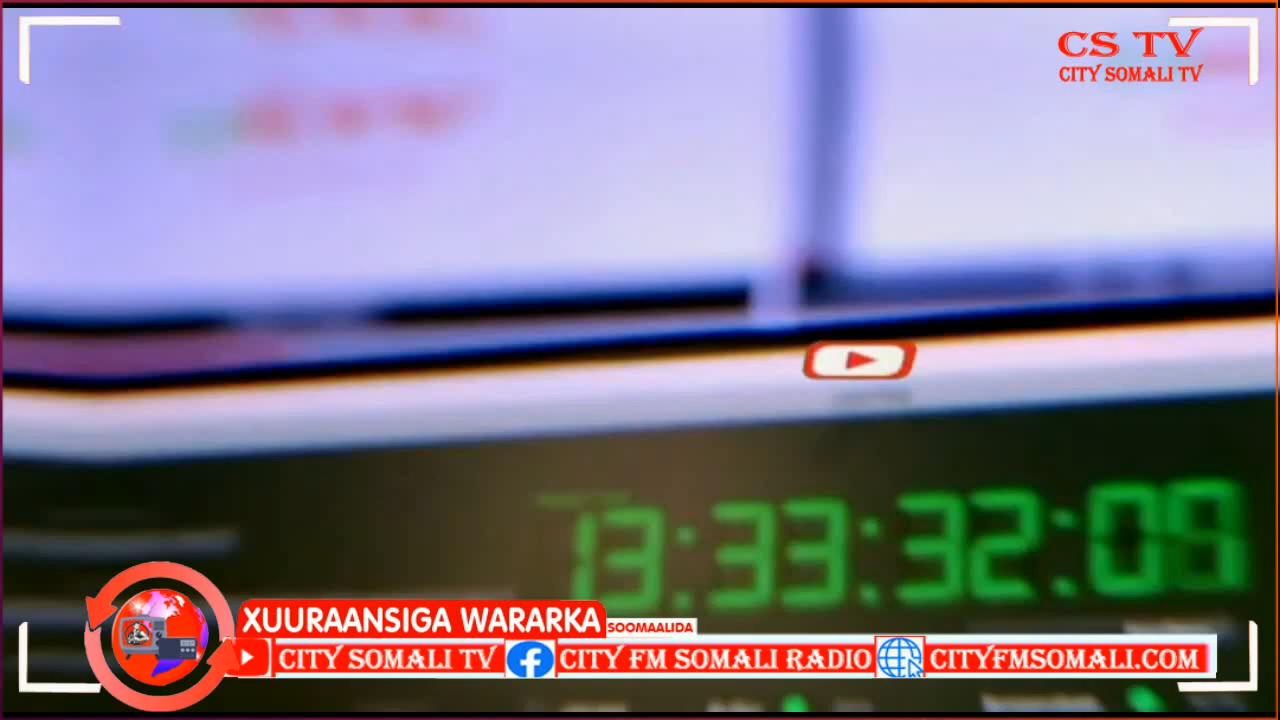 CS TV
CITY SOMALI TV
13:33:32:09
XUURAANSIGA WARARKA
SOOMAALIDA
CITY SOMALI TV CITY FM SOMALI RADIO CITYFMSOMALI.COM